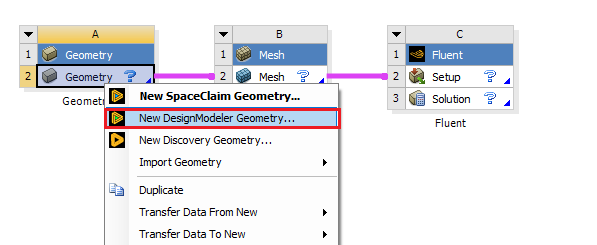 A
1 Geometry
2 Geometry ?
Geometr
B
1 Mesh
2 Mesh ?
C
1 Fluent
2 Setup ?
3 Solution ?
Fluent
New SpaceClaim Geometry...
New DesignModeler Geometry...
New Discovery Geometry...
Import Geometry
Duplicate
Transfer Data From New
Transfer Data To New